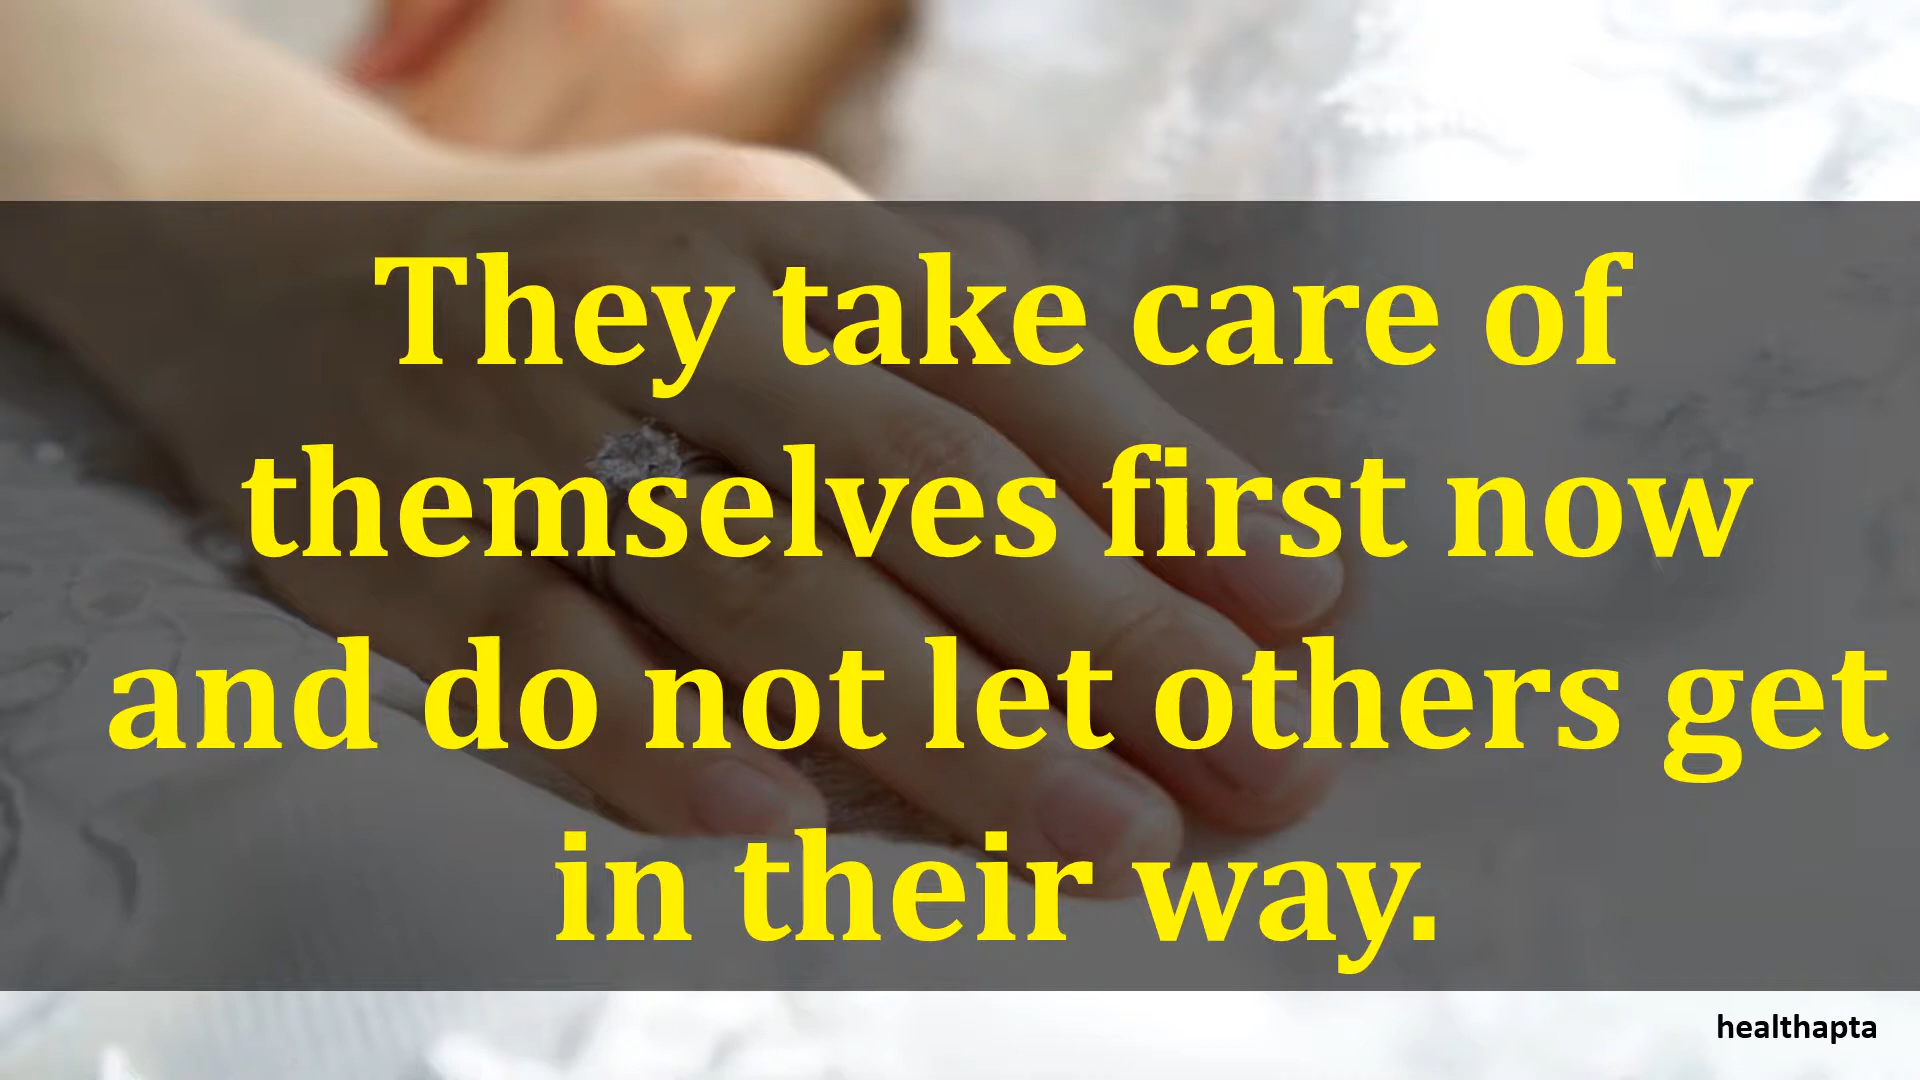 They take care of
themselves first now
and do not let others get
in their way.
healthapta